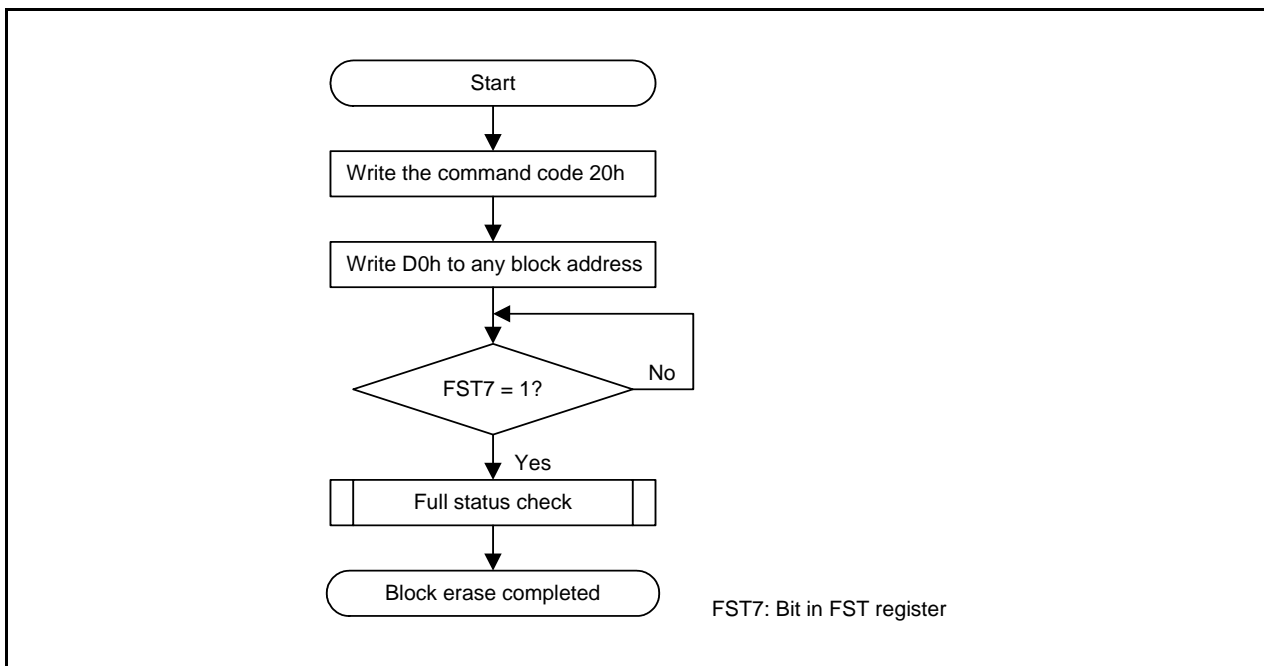 Start
Write the command code 20h
Write D0h to any block address
FST7 = 1?
No
Yes
Full status check
Block erase completed
FST7: Bit in FST register